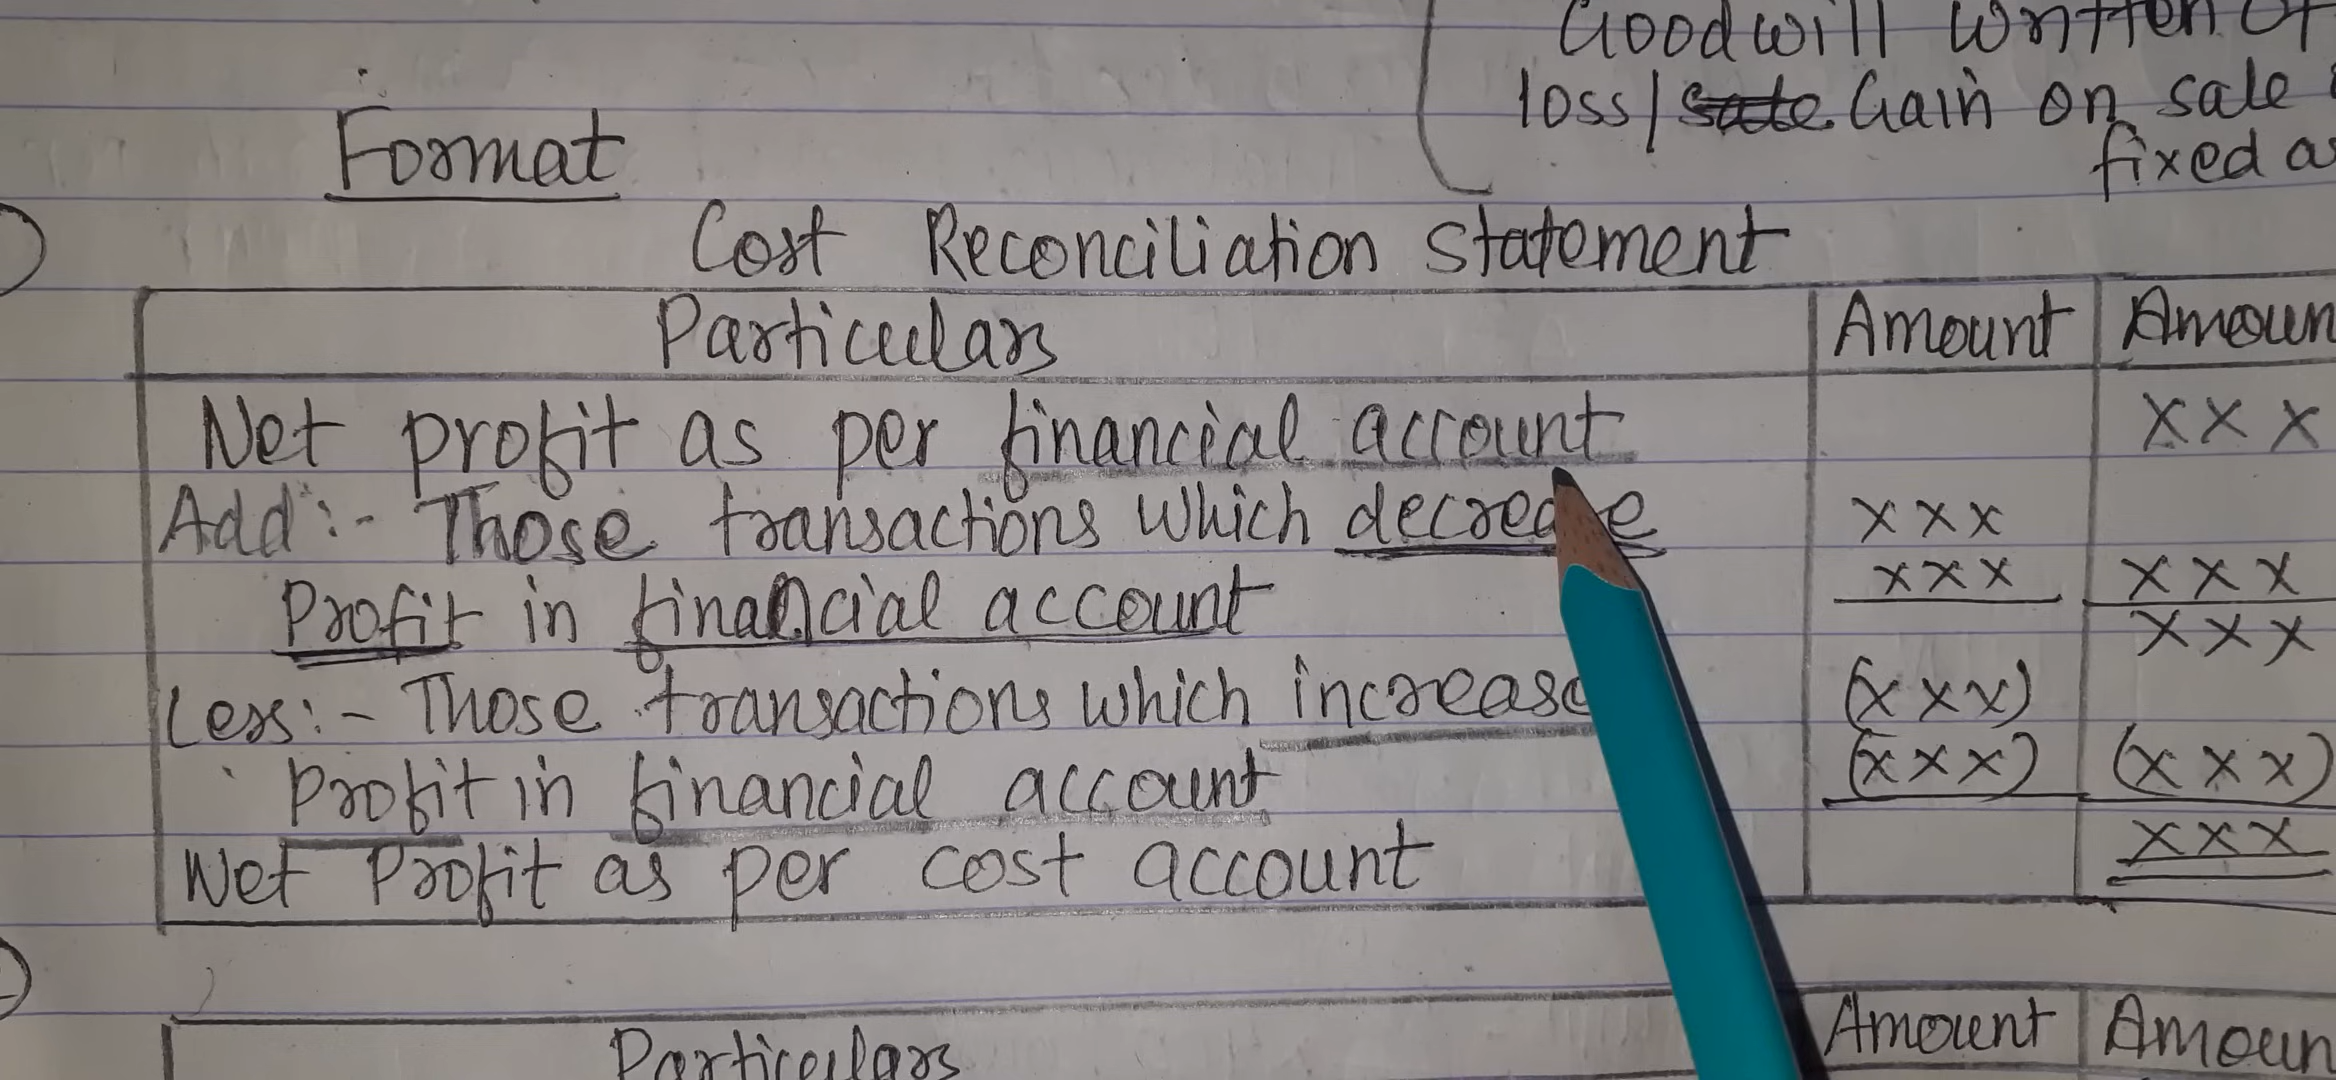 Goodwill written
loss/ Gain on sale
fixed
Format
Cost Reconciliation Statement
Particulars Amount Amoun
Net profit as per financial account XXX
Add:- Those transactions which decrease XXX
Profit in financial account XXX XXX
XXX
Less:- Those transactions which increase (XXX)
Profit in financial account (XXX) (XXX)
Net Profit as per cost account XXX
Particulars Amount Amoun